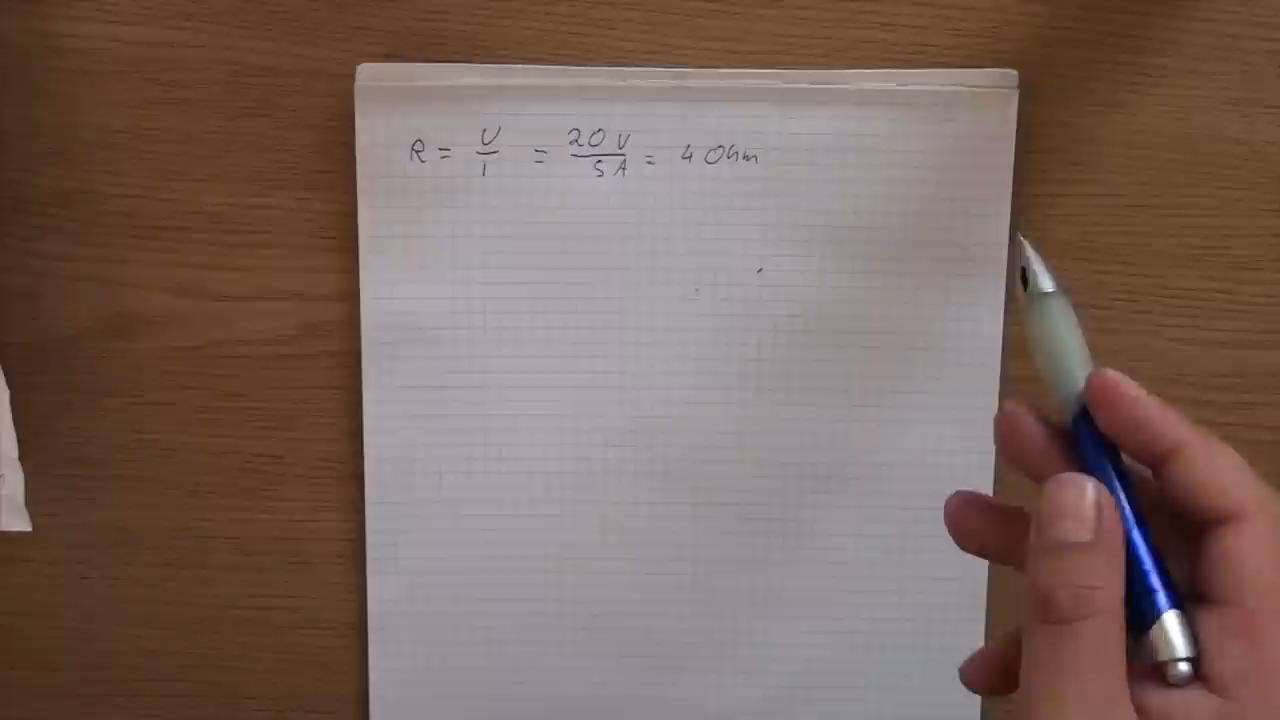 R = U/I = 20 V/5 A = 4 Ohm